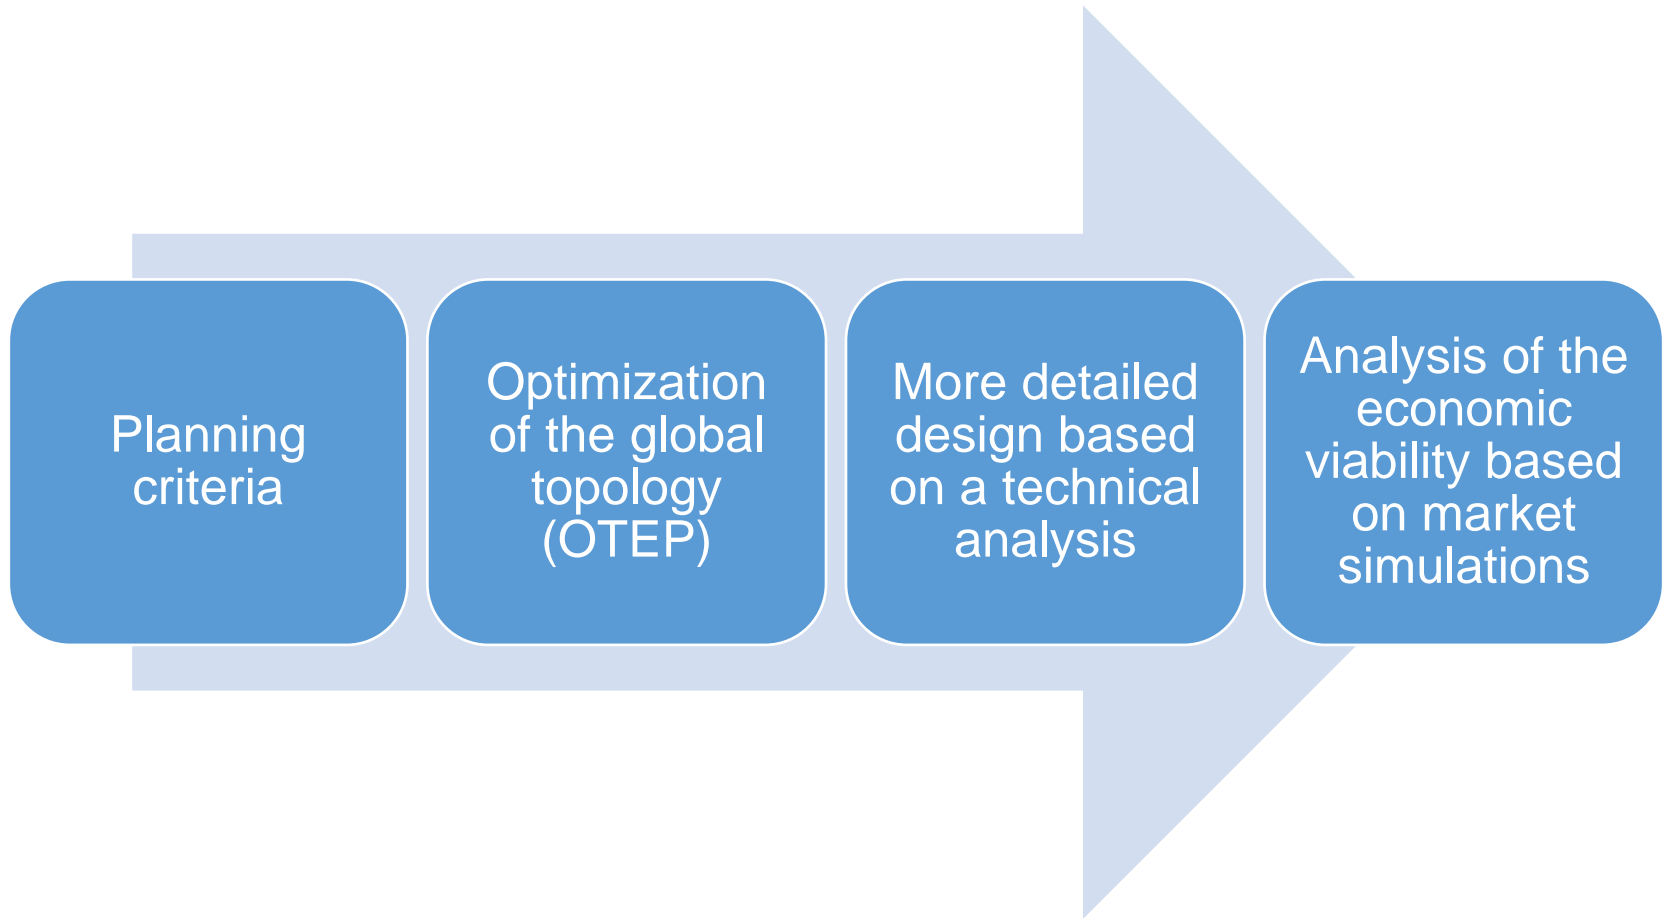 Planning
criteria
Optimization
of the global
topology
(OTEP)
More detailed
design based
on a technical
analysis
Analysis of the
economic
viability based
on market
simulations